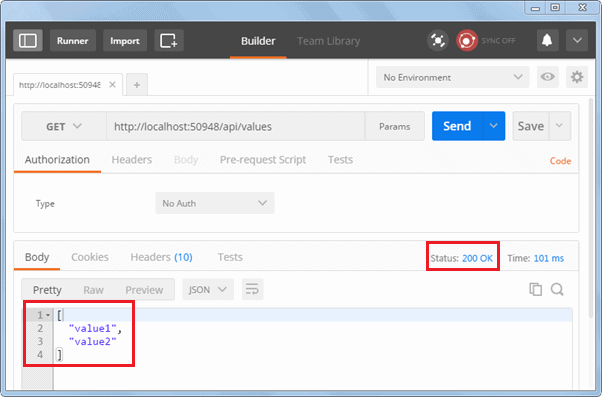 Runner Import Builder Team Library SYNC OFF
http://localhost:50948 No Environment
GET http://localhost:50948/api/values Params Send Save
Authorization Headers Body Pre-request Script Tests Code
Type No Auth
Body Cookies Headers (10) Tests Status: 200 OK Time: 101 ms
Pretty Raw Preview JSON
1 [
2 "value1",
3 "value2"
4 ]